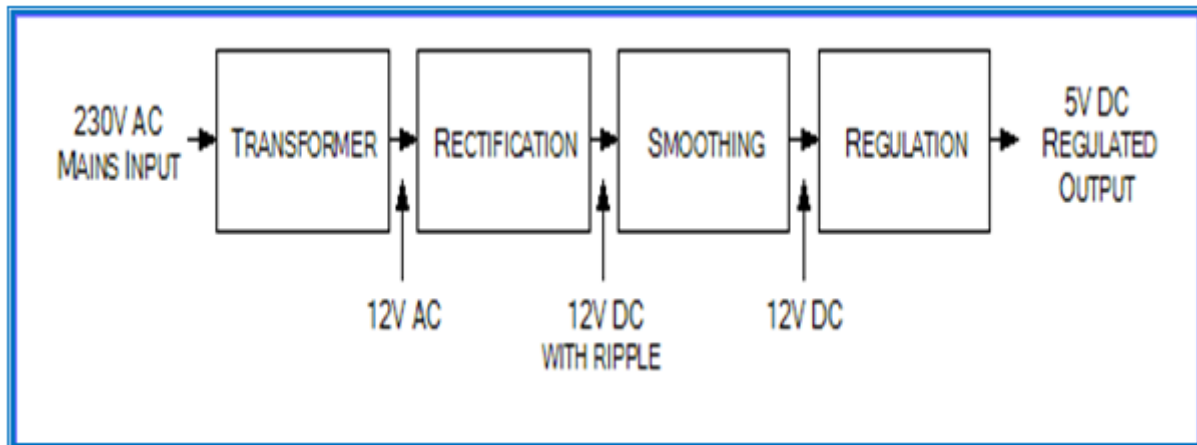 230V AC
MAINS INPUT
TRANSFORMER
RECTIFICATION
SMOOTHING
REGULATION
5V DC
REGULATED
OUTPUT
12V AC
12V DC
WITH RIPPLE
12V DC